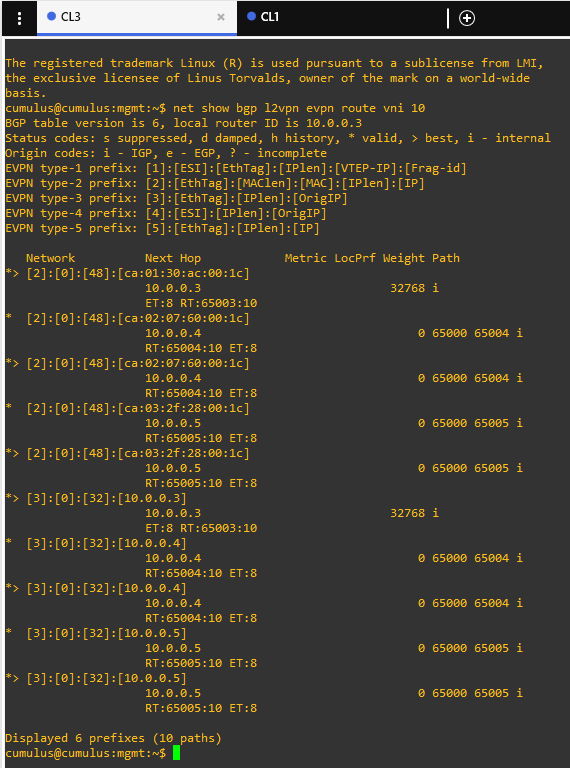 CL3
CL1
The registered trademark Linux (R) is used pursuant to a sublicense from LMI,
the exclusive licensee of Linus Torvalds, owner of the mark on a world-wide
basis.
cumulus@cumulus:mgmt:~$ net show bgp l2vpn evpn route vni 10
BGP table version is 6, local router ID is 10.0.0.3
Status codes: s suppressed, d damped, h history, * valid, > best, i - internal
Origin codes: i - IGP, e - EGP, ? - incomplete
EVPN type-1 prefix: [1]:[ESI]:[EthTag]:[IPlen]:[VTEP-IP]:[Frag-id]
EVPN type-2 prefix: [2]:[EthTag]:[MAClen]:[MAC]:[IPlen]:[IP]
EVPN type-3 prefix: [3]:[EthTag]:[IPlen]:[OrigIP]
EVPN type-4 prefix: [4]:[ESI]:[IPlen]:[OrigIP]
EVPN type-5 prefix: [5]:[EthTag]:[IPlen]:[IP]
Network Next Hop Metric LocPrf Weight Path
*> [2]:[0]:[48]:[ca:01:30:ac:00:1c]
10.0.0.3 32768 i
ET:8 RT:65003:10
* [2]:[0]:[48]:[ca:02:07:60:00:1c]
10.0.0.4 0 65000 65004 i
RT:65004:10 ET:8
*> [2]:[0]:[48]:[ca:02:07:60:00:1c]
10.0.0.4 0 65000 65004 i
RT:65004:10 ET:8
* [2]:[0]:[48]:[ca:03:2f:28:00:1c]
10.0.0.5 0 65000 65005 i
RT:65005:10 ET:8
*> [2]:[0]:[48]:[ca:03:2f:28:00:1c]
10.0.0.5 0 65000 65005 i
RT:65005:10 ET:8
*> [3]:[0]:[32]:[10.0.0.3]
10.0.0.3 32768 i
ET:8 RT:65003:10
* [3]:[0]:[32]:[10.0.0.4]
10.0.0.4 0 65000 65004 i
RT:65004:10 ET:8
*> [3]:[0]:[32]:[10.0.0.4]
10.0.0.4 0 65000 65004 i
RT:65004:10 ET:8
* [3]:[0]:[32]:[10.0.0.5]
10.0.0.5 0 65000 65005 i
RT:65005:10 ET:8
*> [3]:[0]:[32]:[10.0.0.5]
10.0.0.5 0 65000 65005 i
RT:65005:10 ET:8
Displayed 6 prefixes (10 paths)
cumulus@cumulus:mgmt:~$